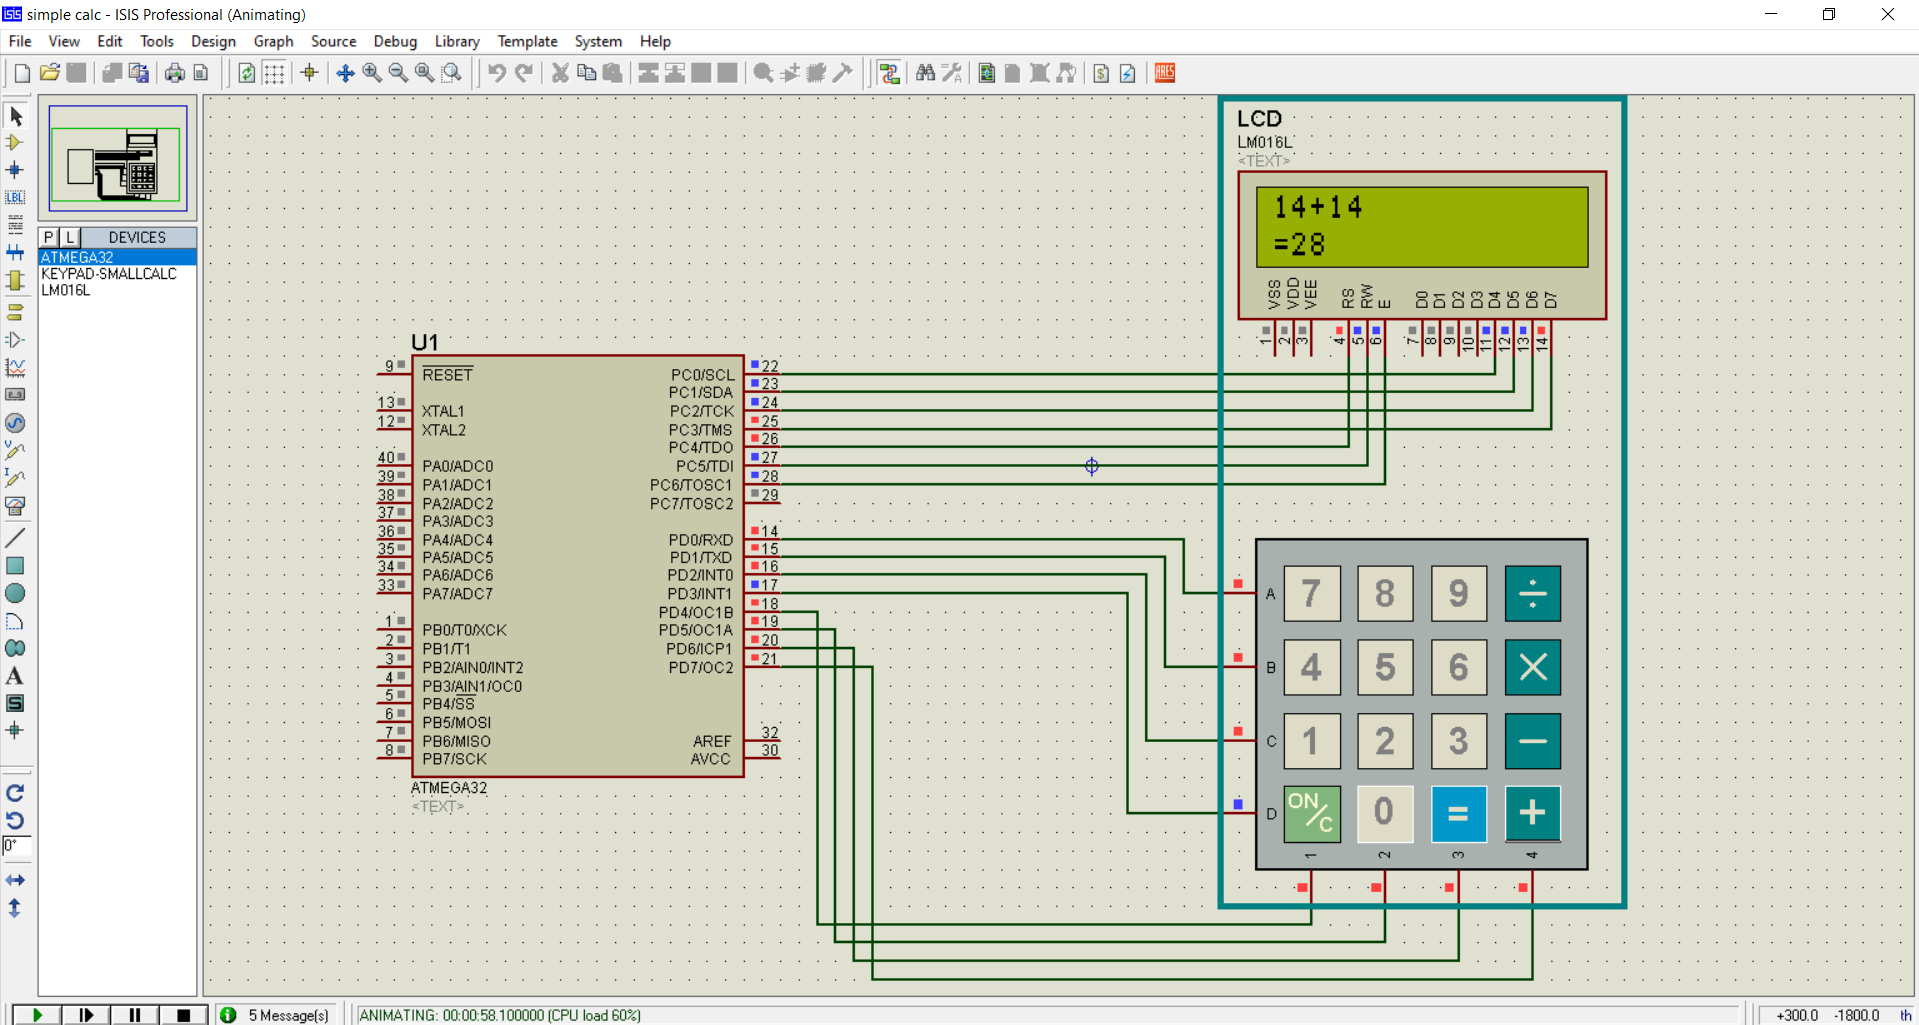 simple calc - ISIS Professional (Animating)
File View Edit Tools Design Graph Source Debug Library Template System Help
ARES
LBL
P L DEVICES
ATMEGA32
KEYPAD-SMALLCALC
LM016L
A
S
0°
LCD
LM016L
<TEXT>
14+14
=28
VSS VDD VEE RS RW E D0 D1 D2 D3 D4 D5 D6 D7
1 2 3 4 5 6 7 8 9 10 11 12 13 14
U1
9 RESET PC0/SCL 22
PC1/SDA 23
13 XTAL1 PC2/TCK 24
12 XTAL2 PC3/TMS 25
PC4/TDO 26
40 PA0/ADC0 PC5/TDI 27
39 PA1/ADC1 PC6/TOSC1 28
38 PA2/ADC2 PC7/TOSC2 29
37 PA3/ADC3
36 PA4/ADC4 PD0/RXD 14
35 PA5/ADC5 PD1/TXD 15
34 PA6/ADC6 PD2/INT0 16
33 PA7/ADC7 PD3/INT1 17
PD4/OC1B 18
1 PB0/T0/XCK PD5/OC1A 19
2 PB1/T1 PD6/ICP1 20
3 PB2/AIN0/INT2 PD7/OC2 21
4 PB3/AIN1/OC0
5 PB4/SS
6 PB5/MOSI
7 PB6/MISO AREF 32
8 PB7/SCK AVCC 30
ATMEGA32
<TEXT>
A 7 8 9 ÷
B 4 5 6 ×
C 1 2 3 −
D ON/C 0 = +
1 2 3 4
5 Message(s)
ANIMATING: 00:00:58.100000 (CPU load 60%)
+300.0 -1800.0 th